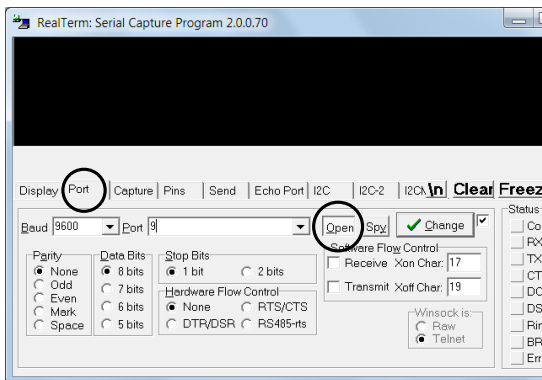 RealTerm: Serial Capture Program 2.0.0.70
Display Port Capture Pins Send Echo Port I2C I2C-2 \n Clear Freez
Status
Baud 9600 Port 9 Open Spy Change
Parity
None
Odd
Even
Mark
Space
Data Bits
8 bits
7 bits
6 bits
5 bits
Stop Bits
1 bit 2 bits
Hardware Flow Control
None RTS/CTS
DTR/DSR RS485-rts
Software Flow Control
Receive Xon Char: 17
Transmit Xoff Char: 19
Winsock is:
Raw
Telnet
Co
RX
TX
CT
DC
DS
Rin
BR
Err